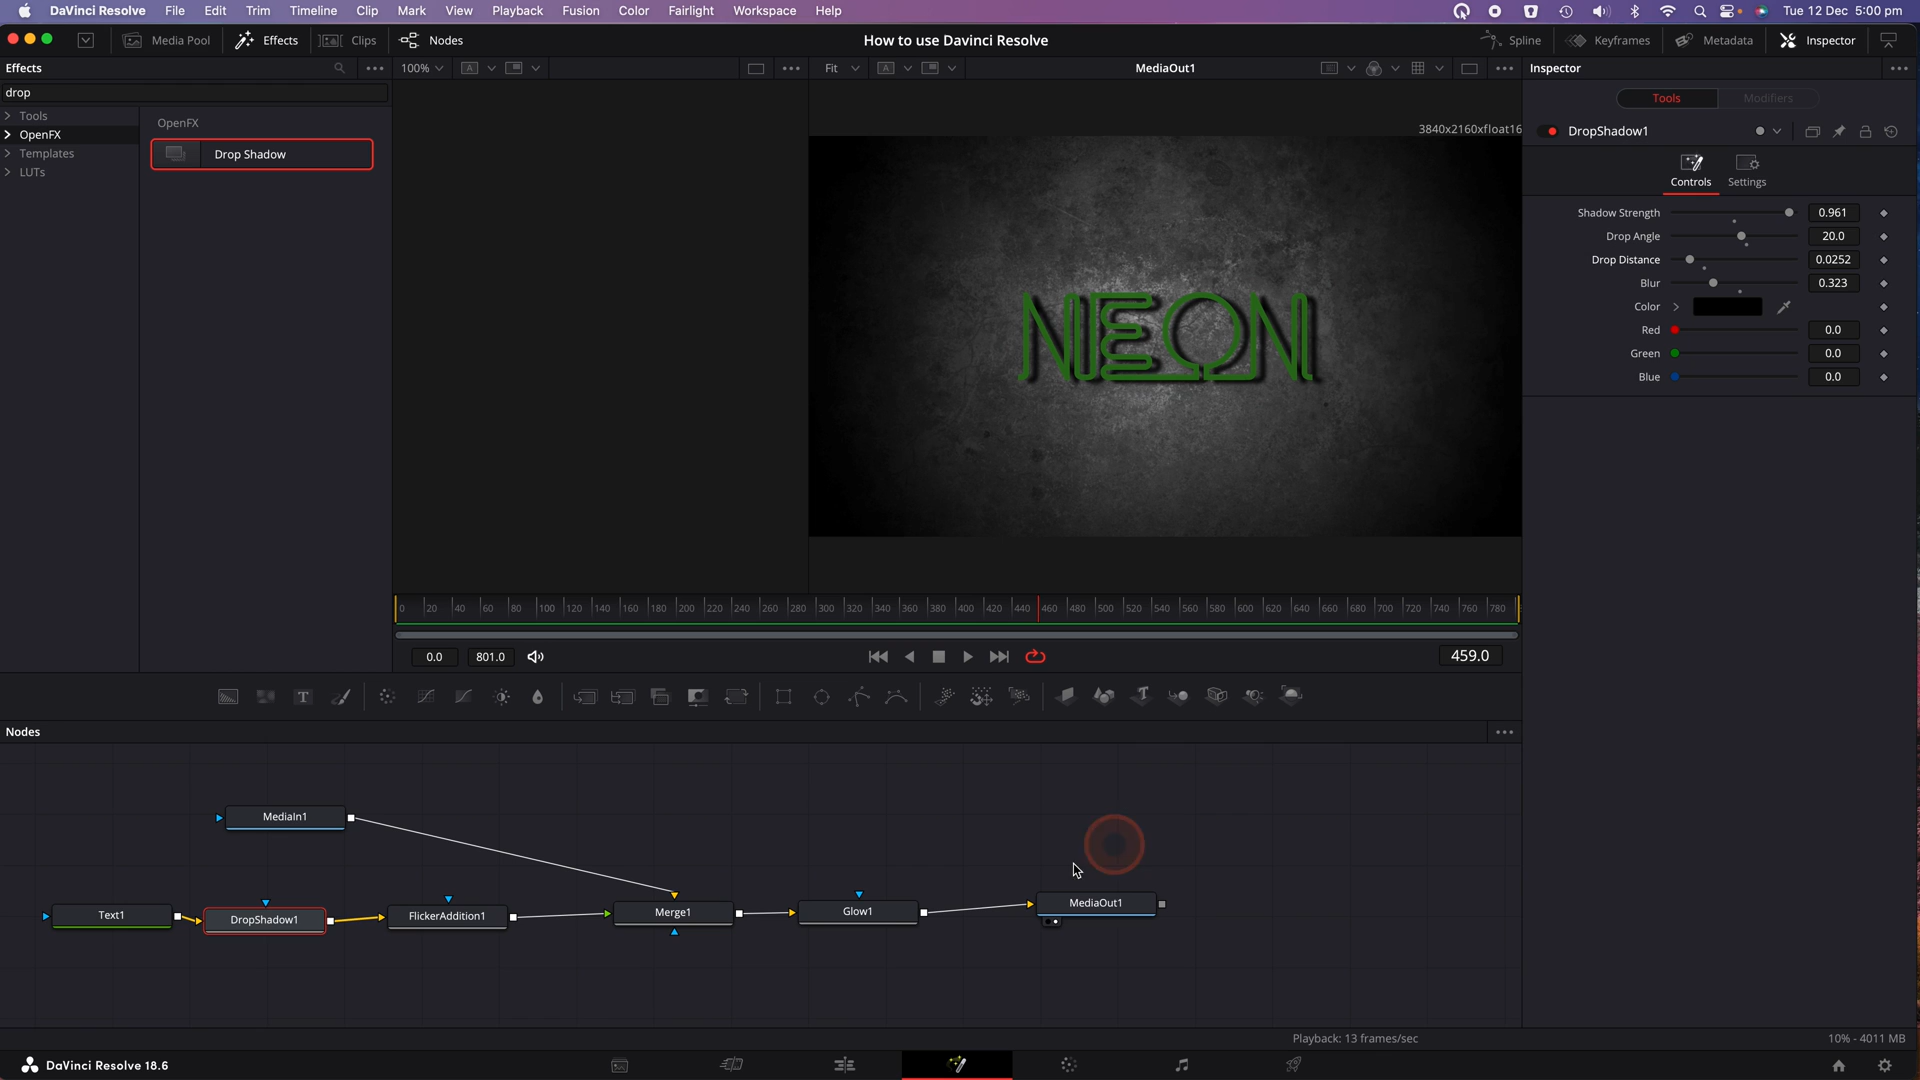 DaVinci Resolve File Edit Trim Timeline Clip Mark View Playback Fusion Color Fairlight Workspace Help Tue 12 Dec 5:00 pm
Media Pool Effects Clips Nodes How to use Davinci Resolve Spline Keyframes Metadata Inspector
Effects 100% A Fit A MediaOut1 Inspector
drop
Tools Modifiers
Tools
OpenFX
Templates
LUTs
OpenFX
Drop Shadow
3840x2160xfloat16
NEON
DropShadow1
Controls Settings
Shadow Strength 0.961
Drop Angle 20.0
Drop Distance 0.0252
Blur 0.323
Color
Red 0.0
Green 0.0
Blue 0.0
0 20 40 60 80 100 120 140 160 180 200 220 240 260 280 300 320 340 360 380 400 420 440 460 480 500 520 540 560 580 600 620 640 660 680 700 720 740 760 780
0.0 801.0 459.0
T
Nodes
MediaIn1
Text1 DropShadow1 FlickerAddition1 Merge1 Glow1 MediaOut1
Playback: 13 frames/sec 10% - 4011 MB
DaVinci Resolve 18.6